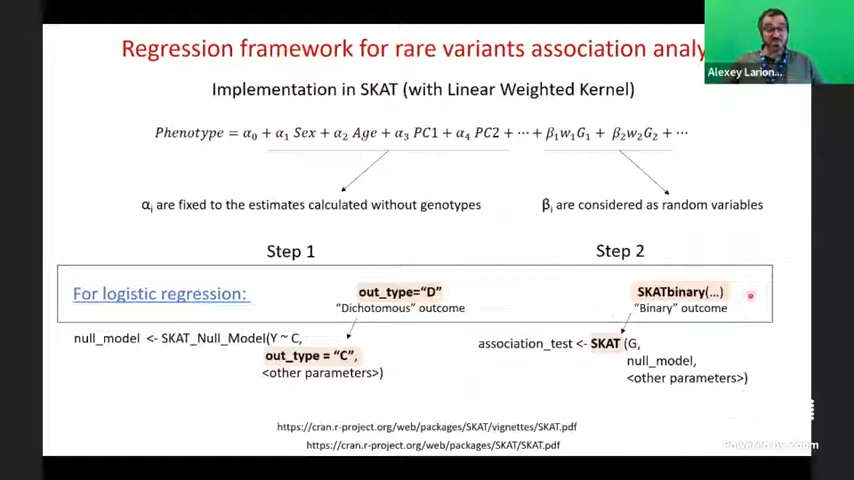 Regression framework for rare variants association analy
Alexey Larion...
Implementation in SKAT (with Linear Weighted Kernel)
Phenotype = α0 + α1 Sex + α2 Age + α3 PC1 + α4 PC2 + ⋯ + β1w1G1 + β2w2G2 + ⋯
αi are fixed to the estimates calculated without genotypes
βi are considered as random variables
Step 1
Step 2
For logistic regression:
out_type="D"
"Dichotomous" outcome
SKATbinary(...)
"Binary" outcome
null_model <- SKAT_Null_Model(Y ~ C,
out_type = "C",
<other parameters>)
association_test <- SKAT (G,
null_model,
<other parameters>)
https://cran.r-project.org/web/packages/SKAT/vignettes/SKAT.pdf
https://cran.r-project.org/web/packages/SKAT/SKAT.pdf
Powered by Zoom